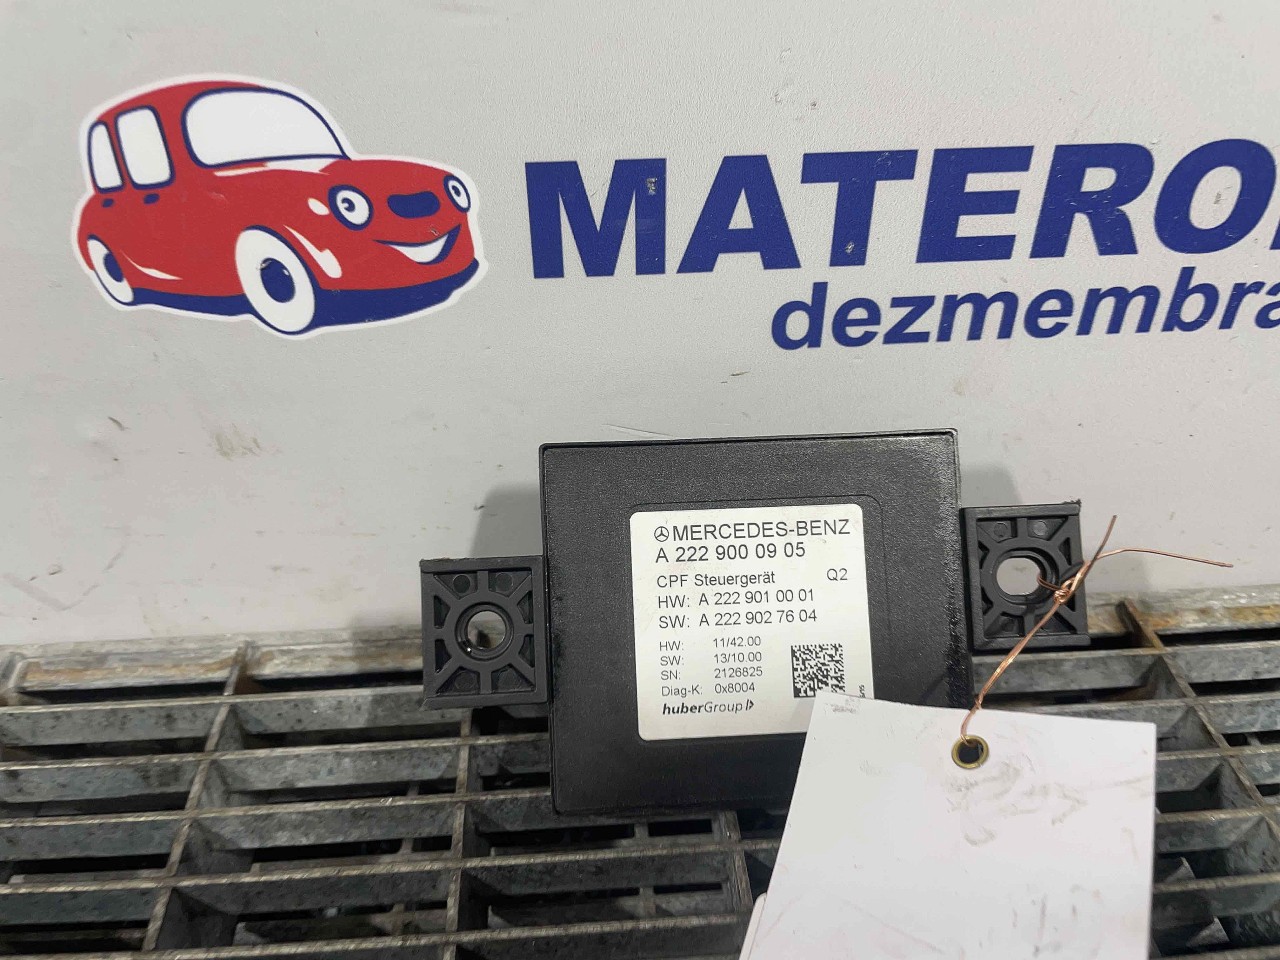 MATERO
dezmembra
MERCEDES-BENZ
A 222 900 09 05
CPF Steuergerät Q2
HW: A 222 901 00 01
SW: A 222 902 76 04
HW: 11/42.00
SW: 13/10.00
SN: 2126825
Diag-K: 0x8004
huberGroup